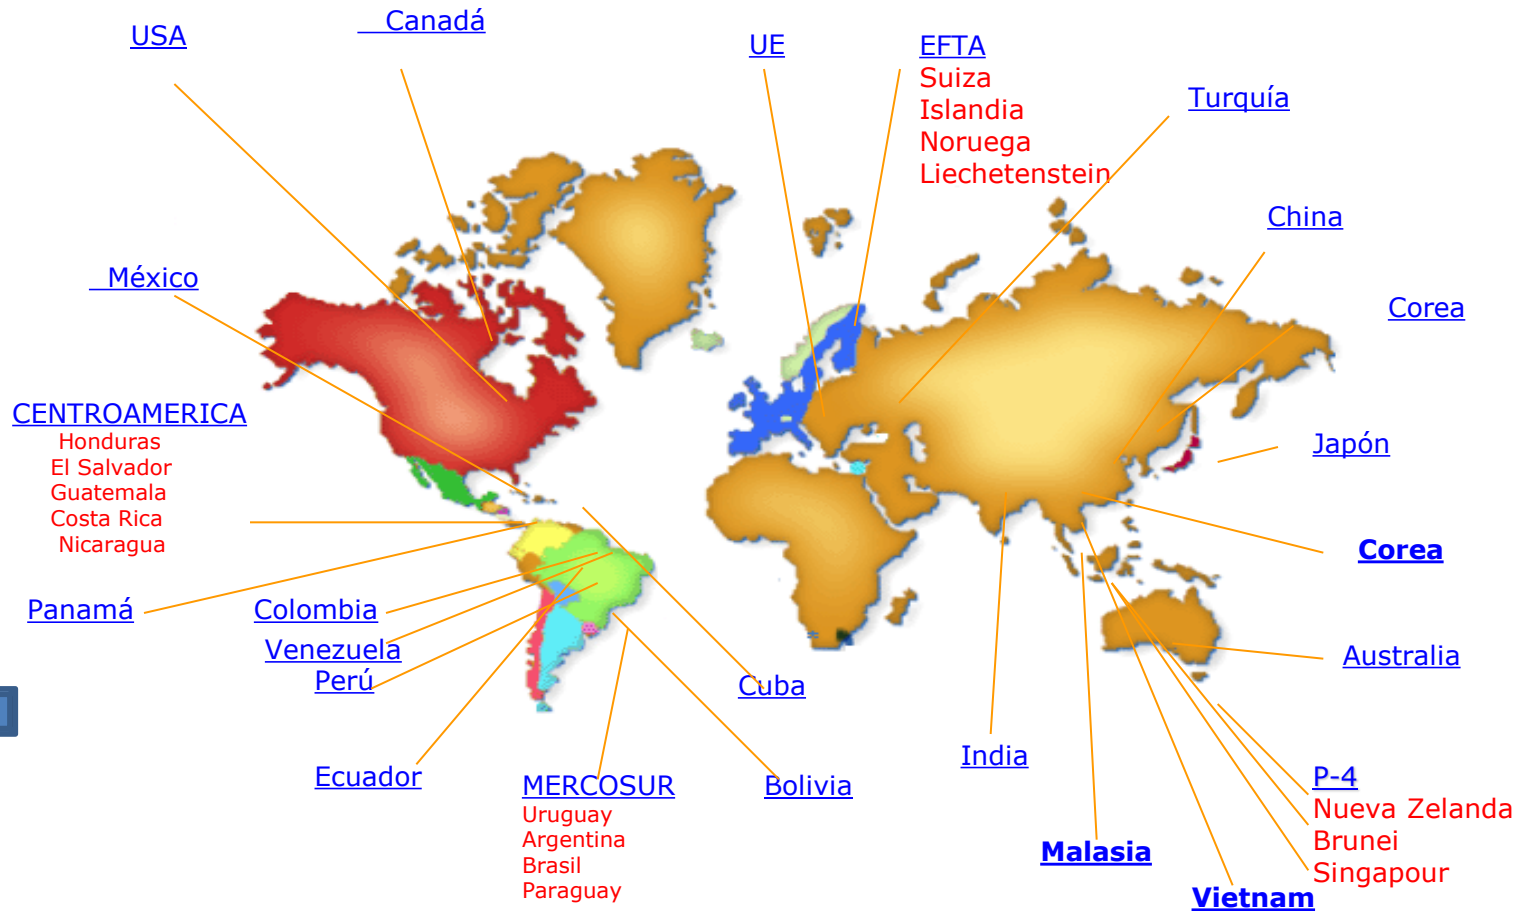 USA
Canadá
UE
EFTA
Suiza
Islandia
Noruega
Liechetenstein
Turquía
China
México
Corea
CENTROAMERICA
Honduras
El Salvador
Guatemala
Costa Rica
Nicaragua
Japón
Corea
Panamá
Colombia
Venezuela
Perú
Cuba
Australia
India
Ecuador
MERCOSUR
Uruguay
Argentina
Brasil
Paraguay
Bolivia
P-4
Nueva Zelanda
Brunei
Singapour
Malasia
Vietnam